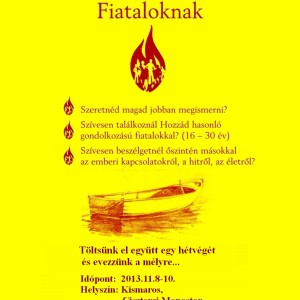 Fiataloknak
Szeretnéd magad jobban megismerni?
Szívesen találkoznál Hozzád hasonló
gondolkozású fiatalokkal? (16 – 30 év)
Szívesen beszélgetnél őszintén másokkal
az emberi kapcsolatokról, a hitről, az életről?
Töltsünk el együtt egy hétvégét
és evezzünk a mélyre...
Időpont: 2013.11.8-10.
Helyszín: Kismaros,